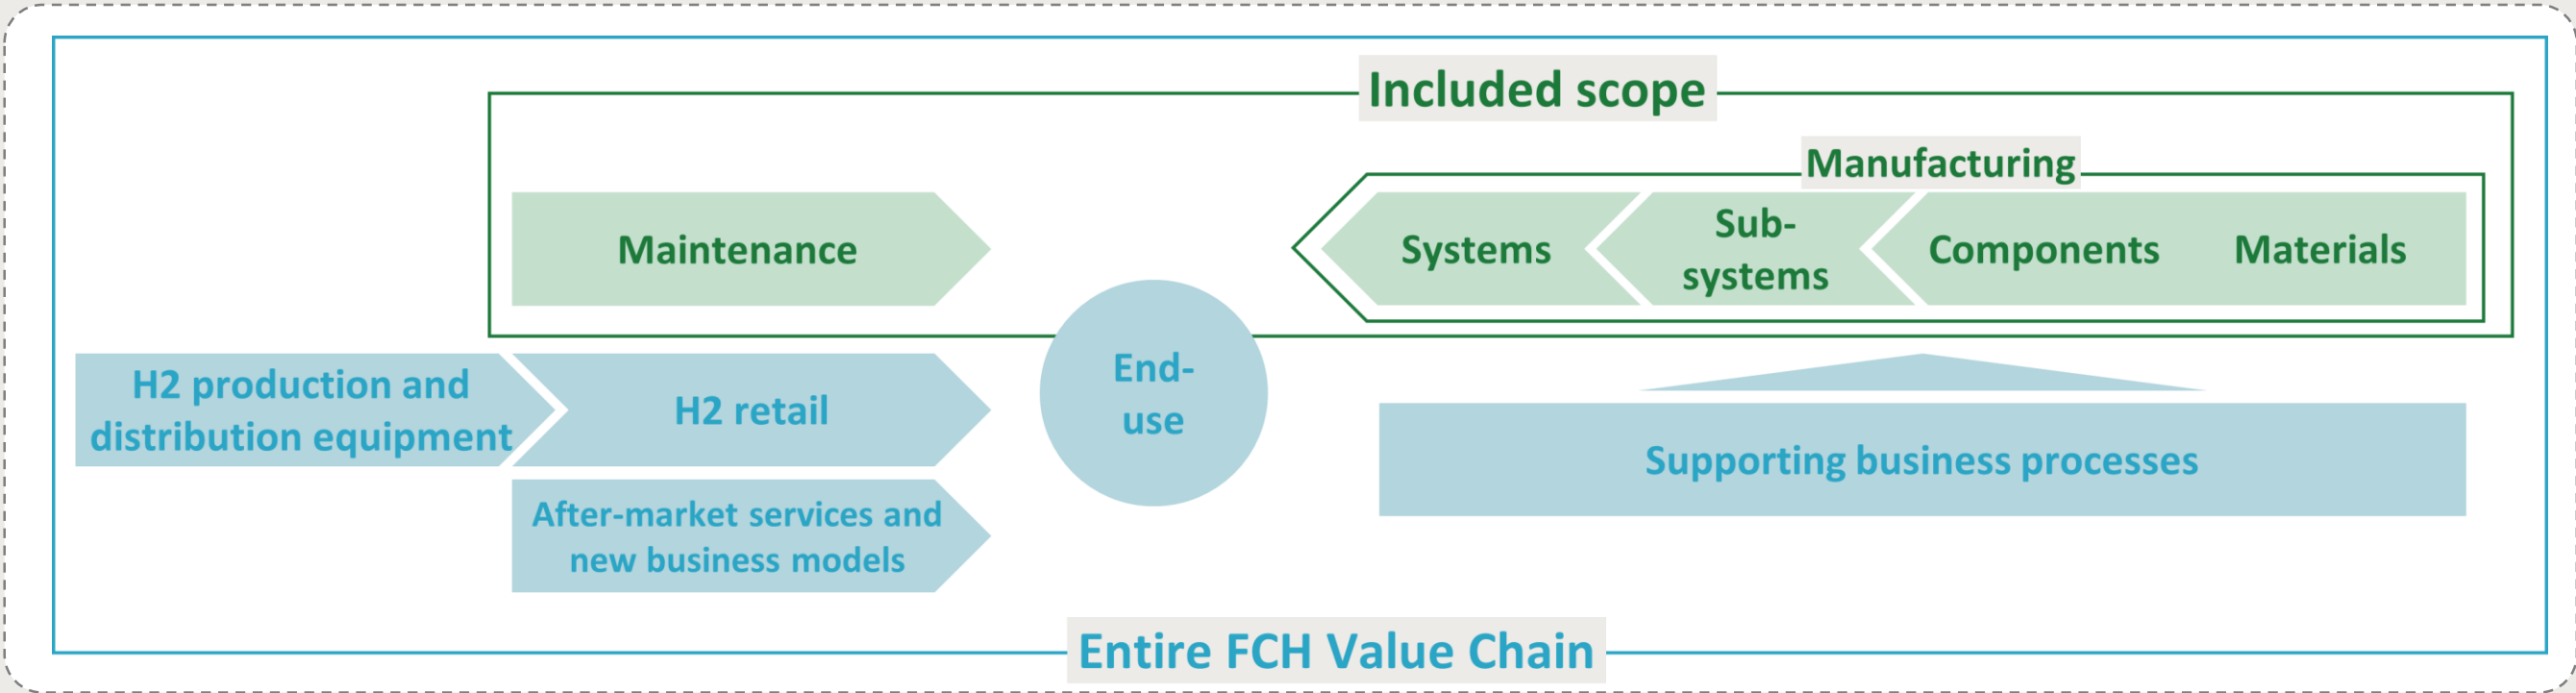 Included scope
Manufacturing
Maintenance
Systems
Sub-
systems
Components
Materials
End-
use
H2 production and
distribution equipment
H2 retail
After-market services and
new business models
Supporting business processes
Entire FCH Value Chain